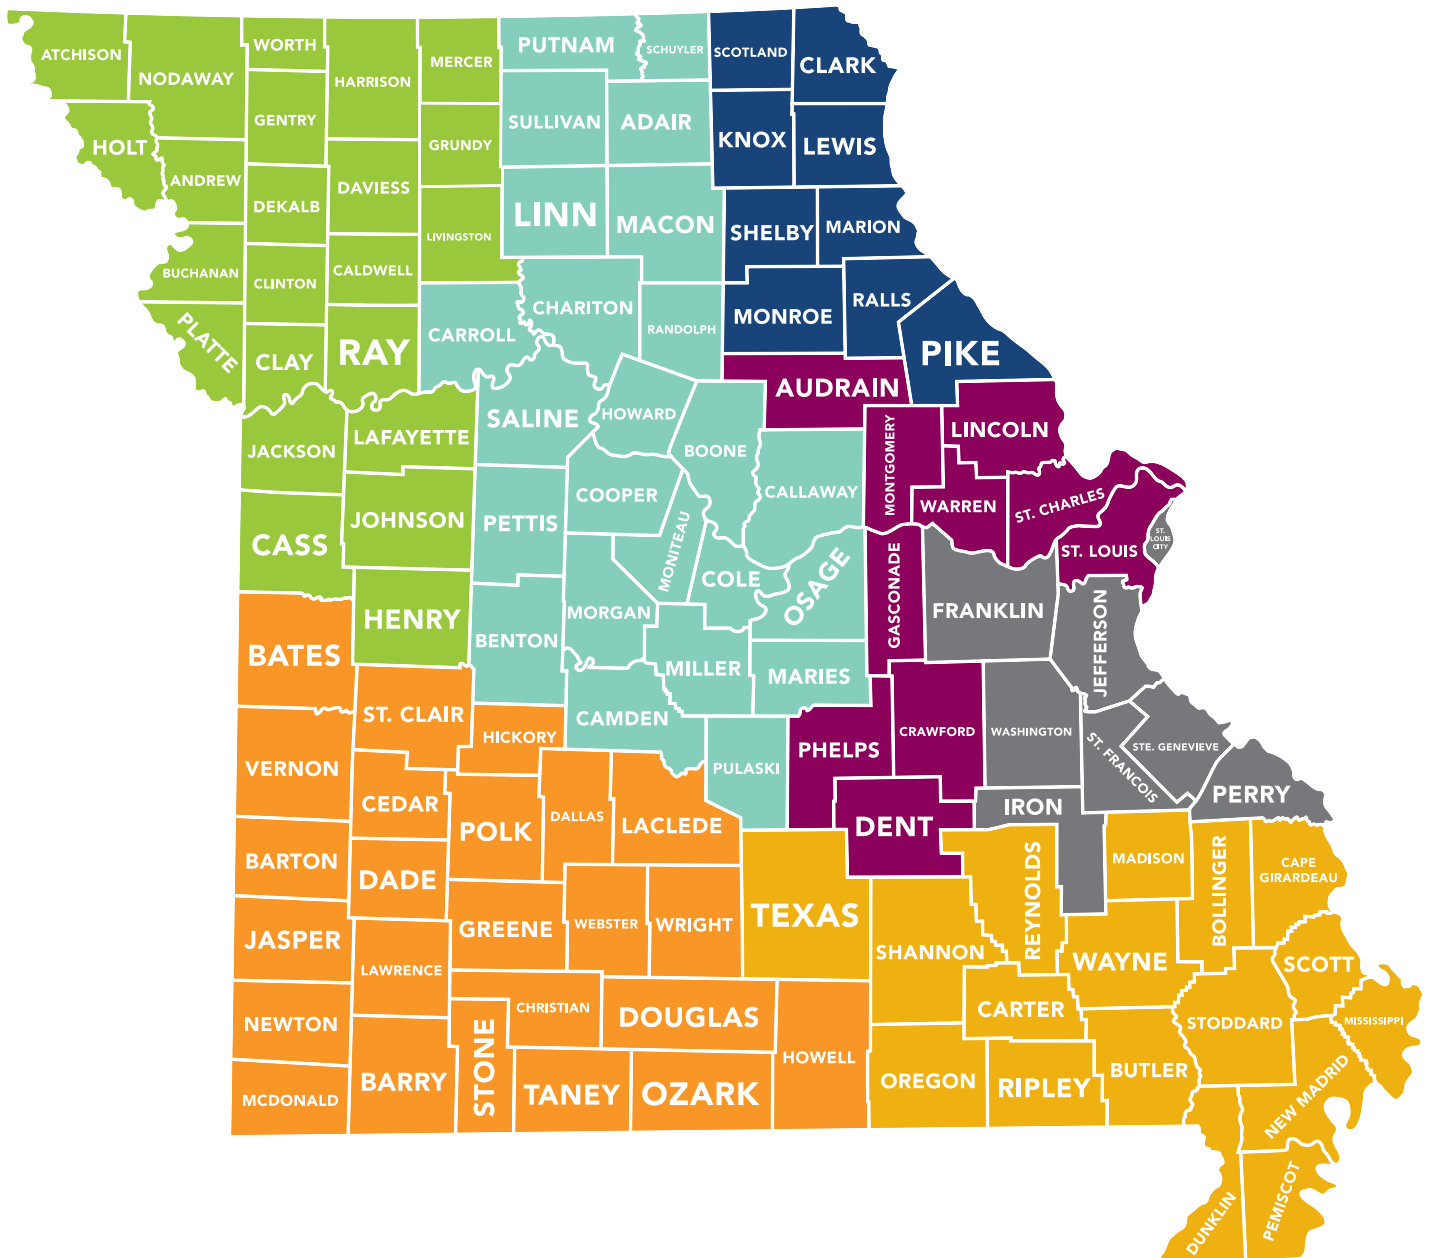 ATCHISON
NODAWAY
WORTH
HARRISON
MERCER
PUTNAM
SCHUYLER
SCOTLAND
CLARK
HOLT
GENTRY
GRUNDY
SULLIVAN
ADAIR
KNOX
LEWIS
ANDREW
DEKALB
DAVIESS
LIVINGSTON
LINN
MACON
SHELBY
MARION
BUCHANAN
CLINTON
CALDWELL
CHARITON
RANDOLPH
MONROE
RALLS
PLATTE
CLAY
RAY
CARROLL
PIKE
AUDRAIN
SALINE
HOWARD
BOONE
CALLAWAY
MONTGOMERY
LINCOLN
JACKSON
LAFAYETTE
COOPER
WARREN
ST. CHARLES
ST. LOUIS
ST.
LOUIS
CITY
CASS
JOHNSON
PETTIS
MONITEAU
COLE
OSAGE
GASCONADE
FRANKLIN
JEFFERSON
HENRY
BENTON
MORGAN
MILLER
MARIES
BATES
ST. CLAIR
HICKORY
CAMDEN
PULASKI
PHELPS
CRAWFORD
WASHINGTON
ST. FRANCOIS
STE. GENEVIEVE
PERRY
VERNON
CEDAR
POLK
DALLAS
LACLEDE
DENT
IRON
BARTON
DADE
GREENE
WEBSTER
WRIGHT
TEXAS
SHANNON
REYNOLDS
MADISON
BOLLINGER
CAPE
GIRARDEAU
JASPER
LAWRENCE
CHRISTIAN
DOUGLAS
HOWELL
CARTER
WAYNE
STODDARD
SCOTT
MISSISSIPPI
NEWTON
BARRY
STONE
TANEY
OZARK
OREGON
RIPLEY
BUTLER
NEW MADRID
MCDONALD
DUNKLIN
PEMISCOT